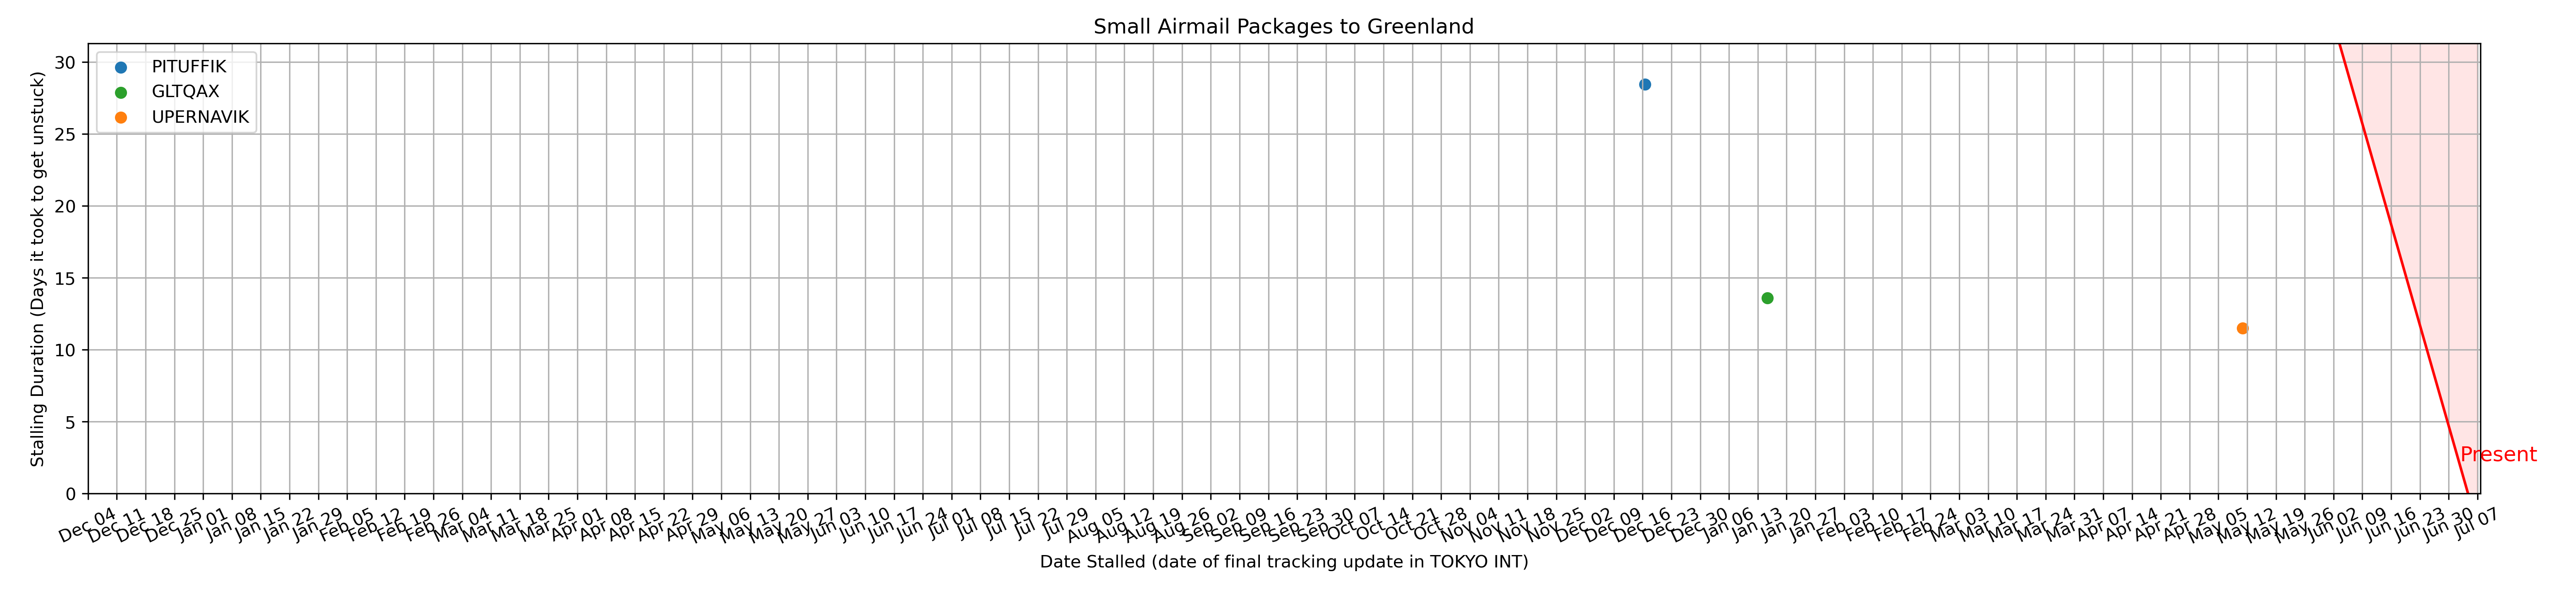 Small Airmail Packages to Greenland
PITUFFIK
GLTQAX
UPERNAVIK
Stalling Duration (Days it took to get unstuck)
30
25
20
15
10
5
0
Present
Dec 04
Dec 11
Dec 18
Dec 25
Jan 01
Jan 08
Jan 15
Jan 22
Jan 29
Feb 05
Feb 12
Feb 19
Feb 26
Mar 04
Mar 11
Mar 18
Mar 25
Apr 01
Apr 08
Apr 15
Apr 22
Apr 29
May 06
May 13
May 20
May 27
Jun 03
Jun 10
Jun 17
Jun 24
Jul 01
Jul 08
Jul 15
Jul 22
Jul 29
Aug 05
Aug 12
Aug 19
Aug 26
Sep 02
Sep 09
Sep 16
Sep 23
Sep 30
Oct 07
Oct 14
Oct 21
Oct 28
Nov 04
Nov 11
Nov 18
Nov 25
Dec 02
Dec 09
Dec 16
Dec 23
Dec 30
Jan 06
Jan 13
Jan 20
Jan 27
Feb 03
Feb 10
Feb 17
Feb 24
Mar 03
Mar 10
Mar 17
Mar 24
Mar 31
Apr 07
Apr 14
Apr 21
Apr 28
May 05
May 12
May 19
May 26
Jun 02
Jun 09
Jun 16
Jun 23
Jun 30
Jul 07
Date Stalled (date of final tracking update in TOKYO INT)